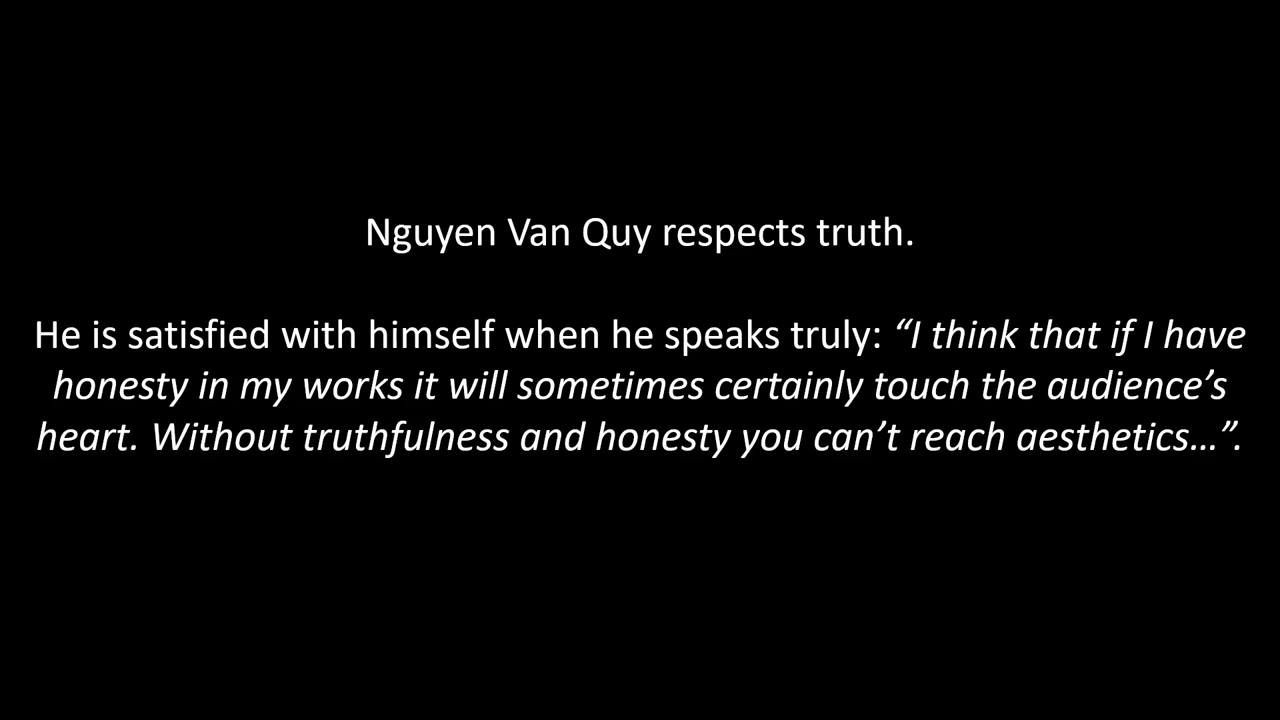 Nguyen Van Quy respects truth.
He is satisfied with himself when he speaks truly: “I think that if I have
honesty in my works it will sometimes certainly touch the audience’s
heart. Without truthfulness and honesty you can’t reach aesthetics…”.